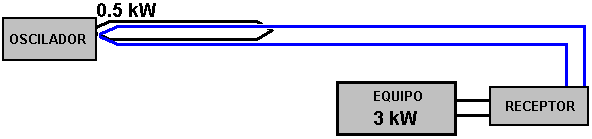 0.5 kW
OSCILADOR
EQUIPO
3 kW
RECEPTOR